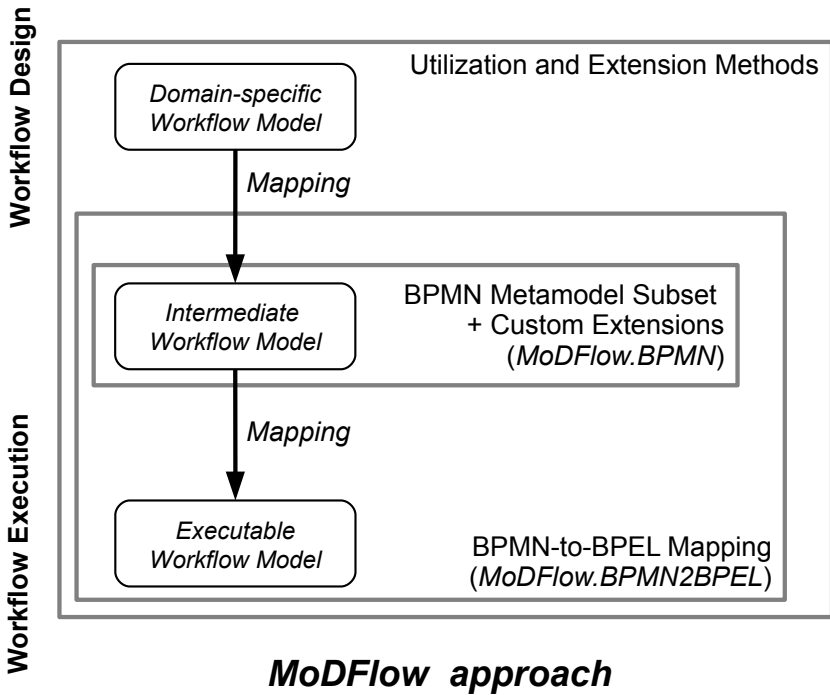 Workflow Design
Utilization and Extension Methods
Domain-specific
Workflow Model
Mapping
BPMN Metamodel Subset
+ Custom Extensions
(MoDFlow.BPMN)
Intermediate
Workflow Model
Mapping
Workflow Execution
Executable
Workflow Model
BPMN-to-BPEL Mapping
(MoDFlow.BPMN2BPEL)
MoDFlow approach